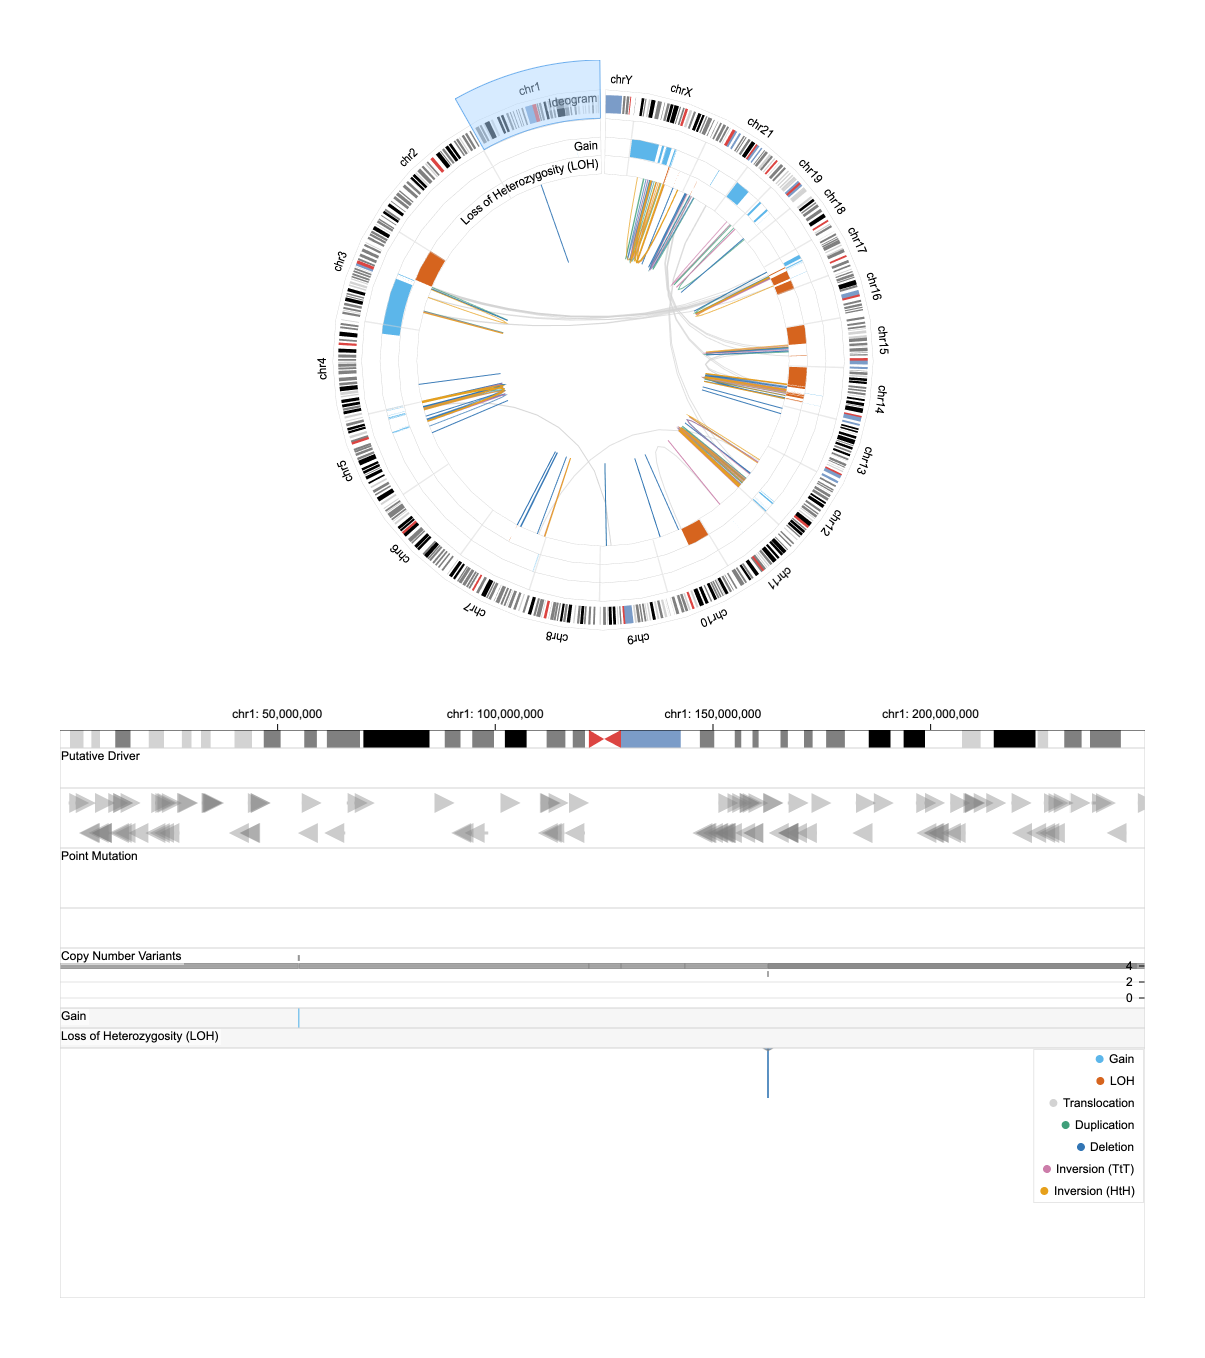 chr1
Ideogram
Gain
Loss of Heterozygosity (LOH)
chrY
chrX
chr21
chr19
chr18
chr17
chr16
chr15
chr14
chr13
chr12
chr11
chr10
chr9
chr8
chr7
chr6
chr5
chr4
chr3
chr2
chr1: 50,000,000 chr1: 100,000,000 chr1: 150,000,000 chr1: 200,000,000
Putative Driver
Point Mutation
Copy Number Variants
4
2
0
Gain
Loss of Heterozygosity (LOH)
Gain
LOH
Translocation
Duplication
Deletion
Inversion (TtT)
Inversion (HtH)